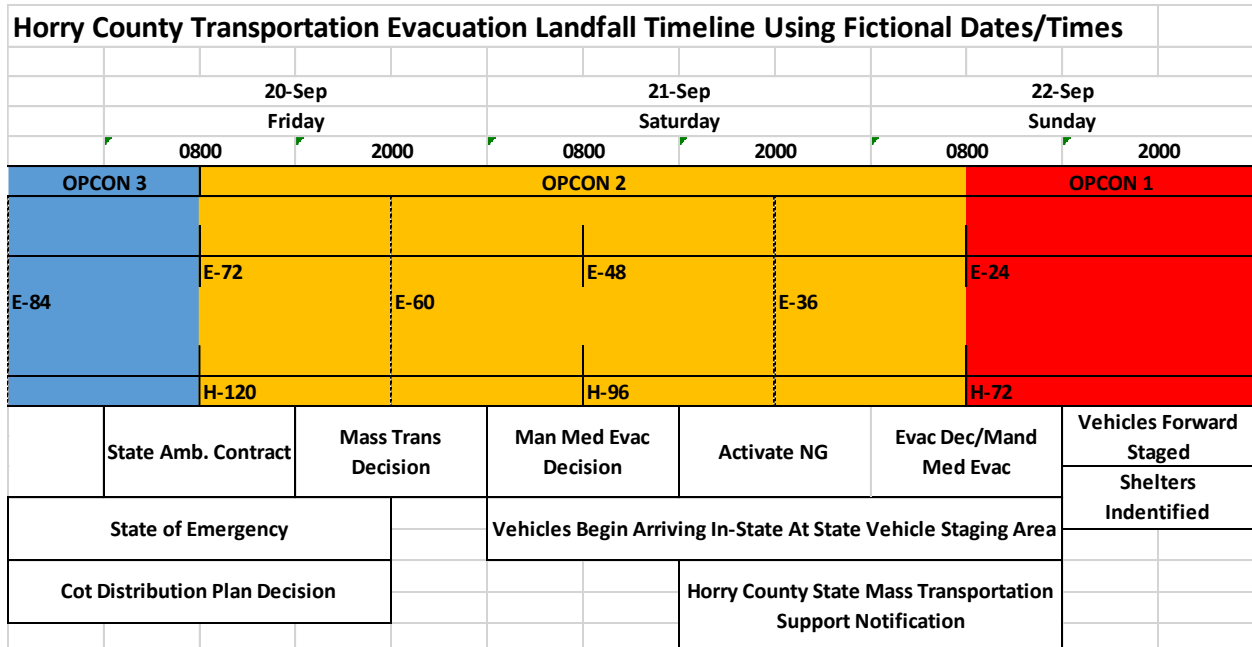 Horry County Transportation Evacuation Landfall Timeline Using Fictional Dates/Times
20-Sep 21-Sep 22-Sep
Friday Saturday Sunday
0800 2000 0800 2000 0800 2000
OPCON 3 OPCON 2 OPCON 1
E-72 E-48 E-24
E-84 E-60 E-36
H-120 H-96 H-72
State Amb. Contract
Mass Trans
Decision
Man Med Evac
Decision
Activate NG
Evac Dec/Mand
Med Evac
Vehicles Forward
Staged
Shelters
Indentified
State of Emergency
Vehicles Begin Arriving In-State At State Vehicle Staging Area
Cot Distribution Plan Decision
Horry County State Mass Transportation
Support Notification